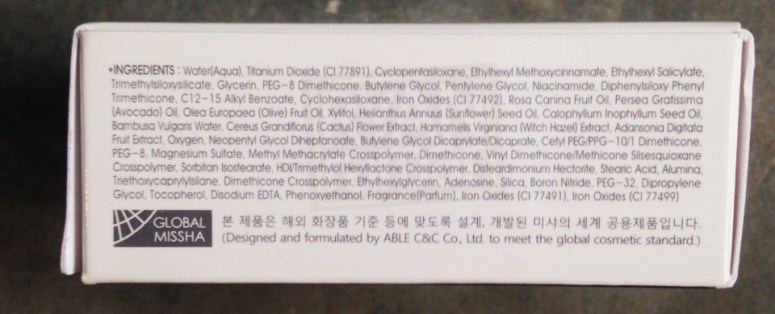 *INGREDIENTS : Water(Aqua), Titanium Dioxide (CI 77891), Cyclopentasiloxane, Ethylhexyl Methoxycinnamate, Ethylhexyl Salicylate,
Trimethylsiloxysilicate, Glycerin, PEG-8 Dimethicone, Butylene Glycol, Pentylene Glycol, Niacinamide, Diphenylsiloxy Phenyl
Trimethicone, C12-15 Alkyl Benzoate, Cyclohexasiloxane, Iron Oxides (CI 77492), Rosa Canina Fruit Oil, Persea Gratissima
(Avocado) Oil, Olea Europaea (Olive) Fruit Oil, Xylitol, Helianthus Annuus (Sunflower) Seed Oil, Calophyllum Inophyllum Seed Oil,
Bambusa Vulgaris Water, Cereus Grandiflorus (Cactus) Flower Extract, Hamamelis Virginiana (Witch Hazel) Extract, Adansonia Digitata
Fruit Extract, Oxygen, Neopentyl Glycol Diheptanoate, Butylene Glycol Dicaprylate/Dicaprate, Cetyl PEG/PPG-10/1 Dimethicone,
PEG-8, Magnesium Sulfate, Methyl Methacrylate Crosspolymer, Dimethicone, Vinyl Dimethicone/Methicone Silsesquioxane
Crosspolymer, Sorbitan Isostearate, HDI/Trimethylol Hexyllactone Crosspolymer, Disteardimonium Hectorite, Stearic Acid, Alumina,
Triethoxycaprylylsilane, Dimethicone Crosspolymer, Ethylhexylglycerin, Adenosine, Silica, Boron Nitride, PEG-32, Dipropylene
Glycol, Tocopherol, Disodium EDTA, Phenoxyethanol, Fragrance(Parfum), Iron Oxides (CI 77491), Iron Oxides (CI 77499)
GLOBAL
MISSHA
본 제품은 해외 화장품 기준 등에 맞도록 설계, 개발된 미샤의 세계 공용제품입니다.
(Designed and formulated by ABLE C&C Co., Ltd. to meet the global cosmetic standard.)